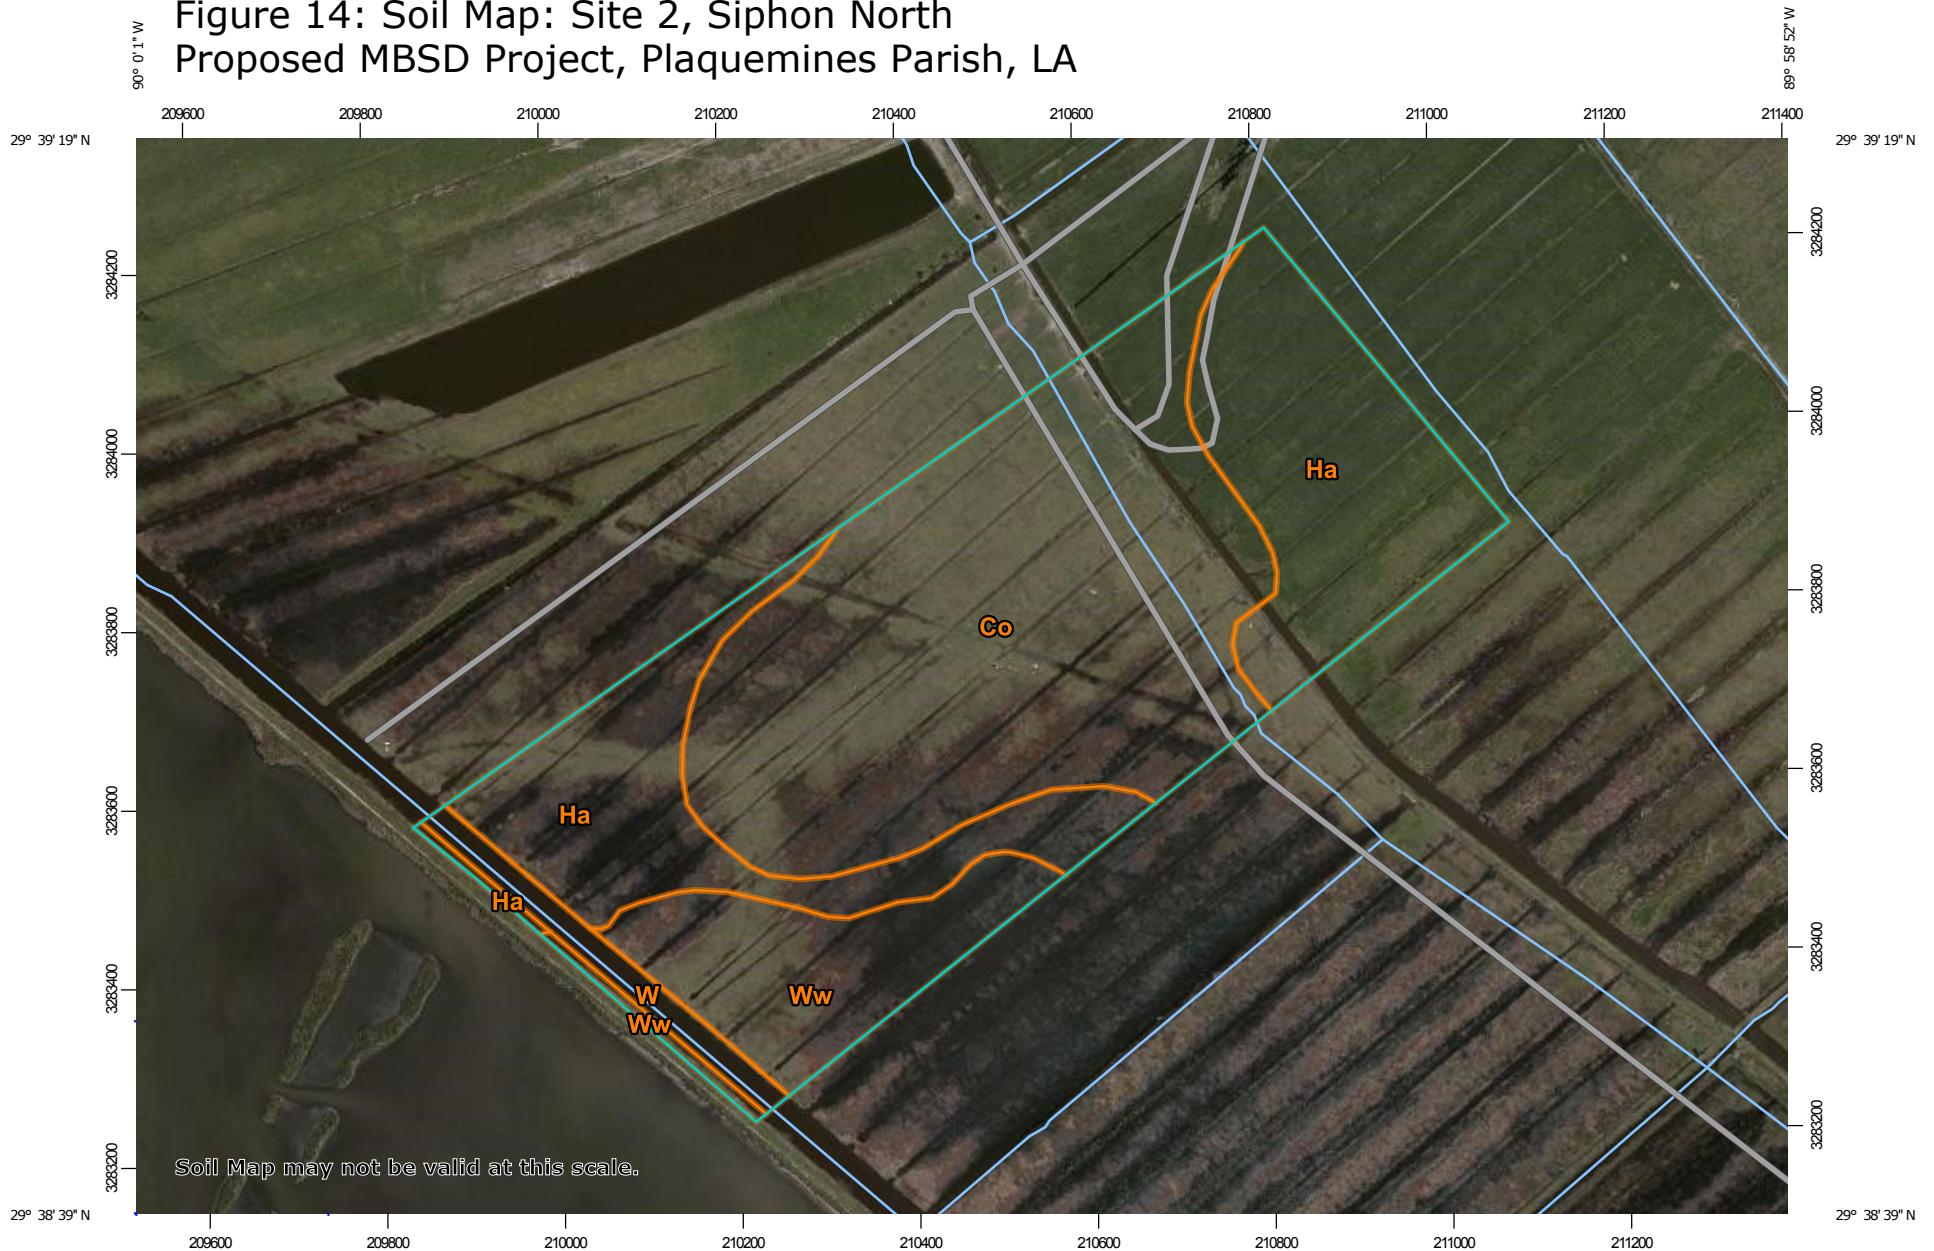 Figure 14: Soil Map: Site 2, Siphon North
Proposed MBSD Project, Plaquemines Parish, LA
90° 0' 1" W
89° 58' 52" W
209600 209800 210000 210200 210400 210600 210800 211000 211200 211400
29° 39' 19" N
29° 39' 19" N
3284200
3284200
3284000
3284000
3283800
3283800
3283600
3283600
3283400
3283400
3283200
3283200
Ha
Co
Ha
Ha
W
Ww
Ww
Soil Map may not be valid at this scale.
29° 38' 39" N
29° 38' 39" N
209600 209800 210000 210200 210400 210600 210800 211000 211200